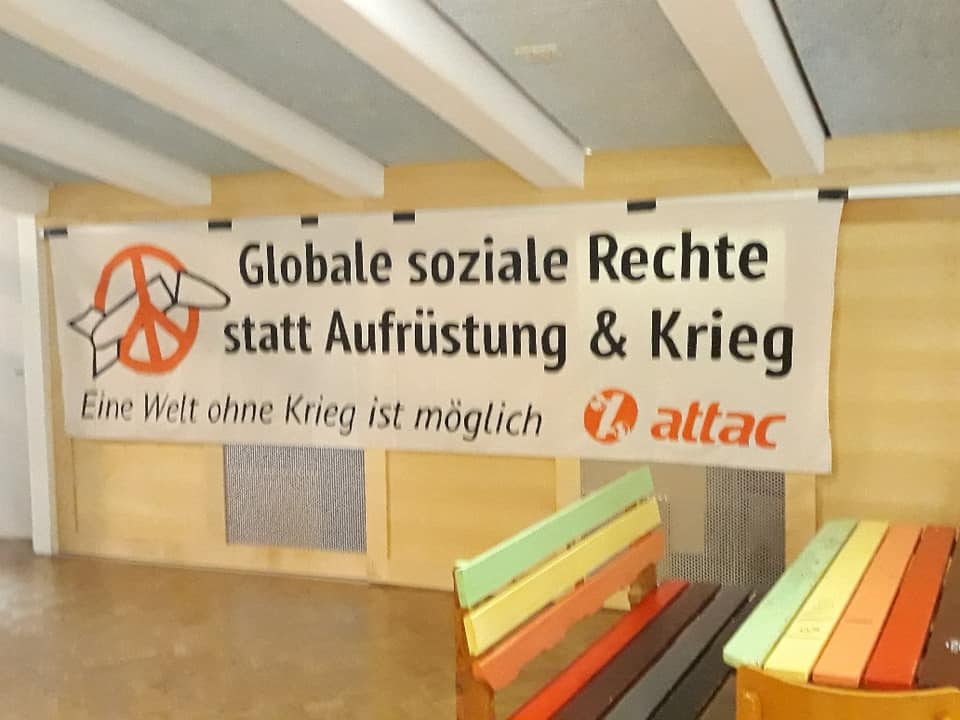 Globale soziale Rechte
statt Aufrüstung & Krieg
Eine Welt ohne Krieg ist möglich
% attac